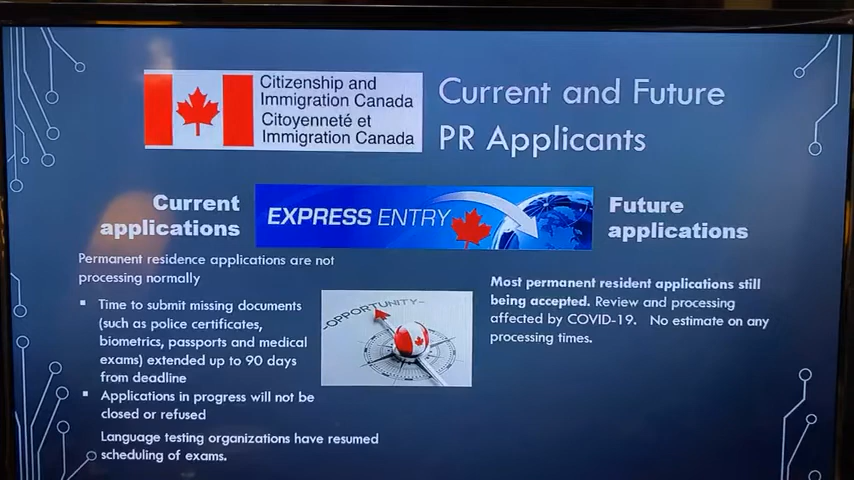 Citizenship and
Immigration Canada
Citoyenneté et
Immigration Canada
Current and Future
PR Applicants
Current
applications
EXPRESS ENTRY
Future
applications
Permanent residence applications are not
processing normally
▪ Time to submit missing documents
(such as police certificates,
biometrics, passports and medical
exams) extended up to 90 days
from deadline
▪ Applications in progress will not be
closed or refused
Language testing organizations have resumed
scheduling of exams.
-OPPORTUNITY-
Most permanent resident applications still
being accepted. Review and processing
affected by COVID-19. No estimate on any
processing times.